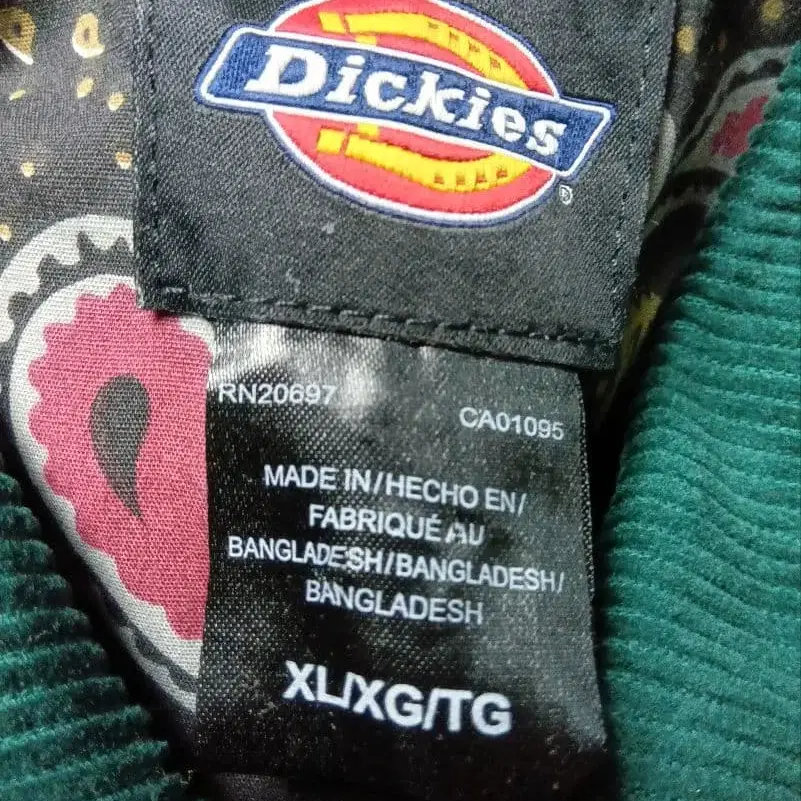 Dickies
®
RN20697
CA01095
MADE IN/HECHO EN/
FABRIQUÉ AU
BANGLADESH/BANGLADESH/
BANGLADESH
XL/XG/TG